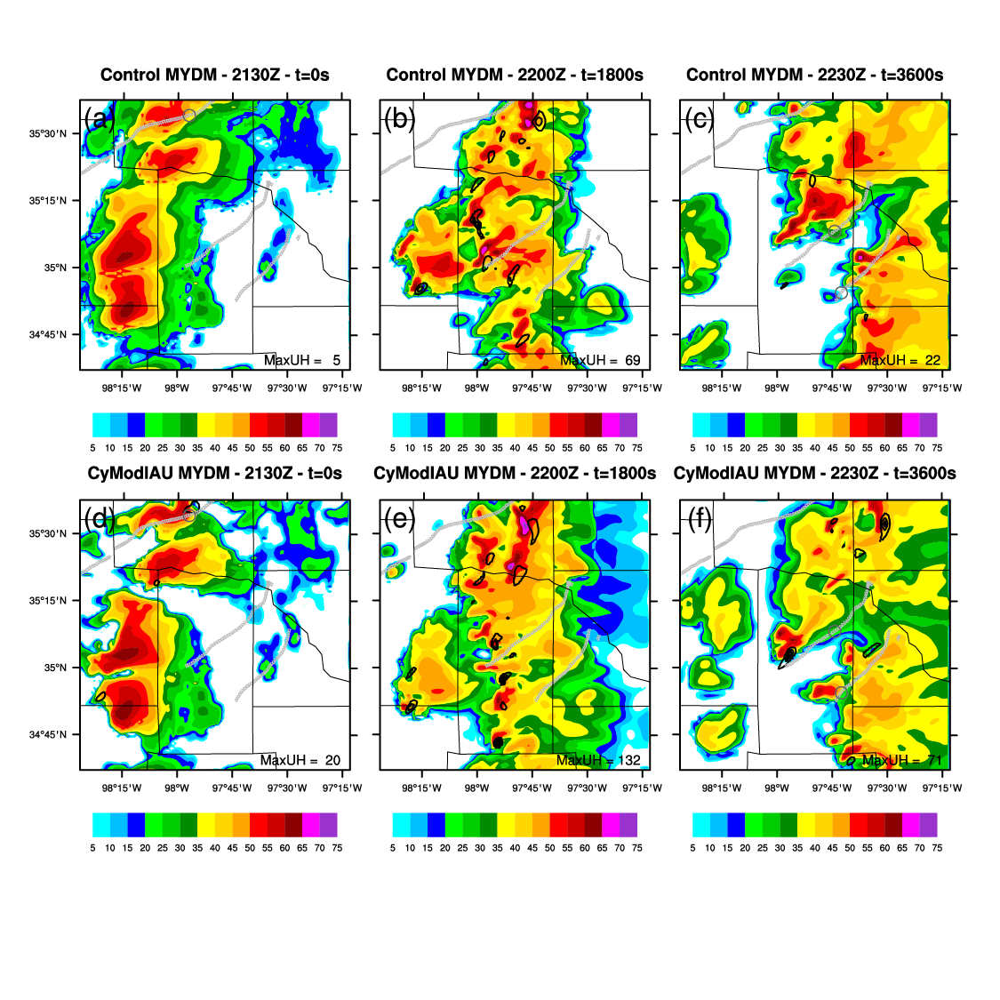 Control MYDM - 2130Z - t=0s
Control MYDM - 2200Z - t=1800s
Control MYDM - 2230Z - t=3600s
(a)
(b)
(c)
35°30'N
35°15'N
35°N
34°45'N
MaxUH = 5
MaxUH = 69
MaxUH = 22
98°15'W 98°W 97°45'W 97°30'W 97°15'W
98°15'W 98°W 97°45'W 97°30'W 97°15'W
98°15'W 98°W 97°45'W 97°30'W 97°15'W
5 10 15 20 25 30 35 40 45 50 55 60 65 70 75
5 10 15 20 25 30 35 40 45 50 55 60 65 70 75
5 10 15 20 25 30 35 40 45 50 55 60 65 70 75
CyModIAU MYDM - 2130Z - t=0s
CyModIAU MYDM - 2200Z - t=1800s
CyModIAU MYDM - 2230Z - t=3600s
(d)
(e)
(f)
35°30'N
35°15'N
35°N
34°45'N
MaxUH = 20
MaxUH = 132
MaxUH = 71
98°15'W 98°W 97°45'W 97°30'W 97°15'W
98°15'W 98°W 97°45'W 97°30'W 97°15'W
98°15'W 98°W 97°45'W 97°30'W 97°15'W
5 10 15 20 25 30 35 40 45 50 55 60 65 70 75
5 10 15 20 25 30 35 40 45 50 55 60 65 70 75
5 10 15 20 25 30 35 40 45 50 55 60 65 70 75